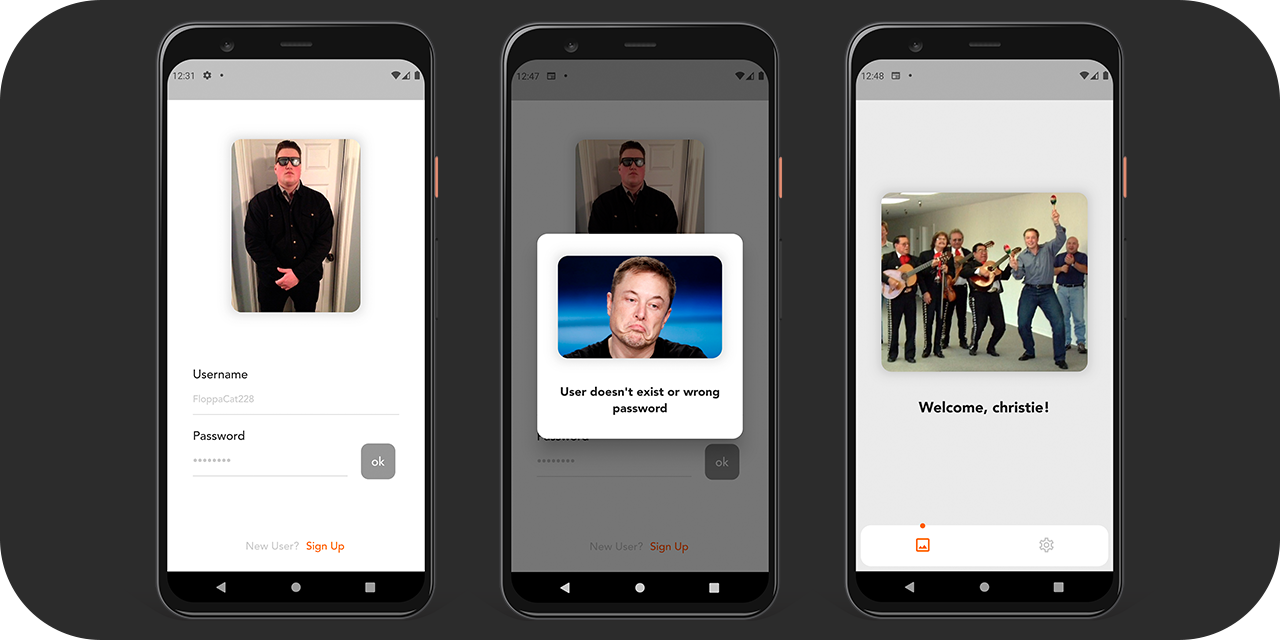 12:31
Username
FloppaCat228
Password
********
ok
New User? Sign Up
12:47
User doesn't exist or wrong
password
Password
********
ok
New User? Sign Up
12:48
Welcome, christie!